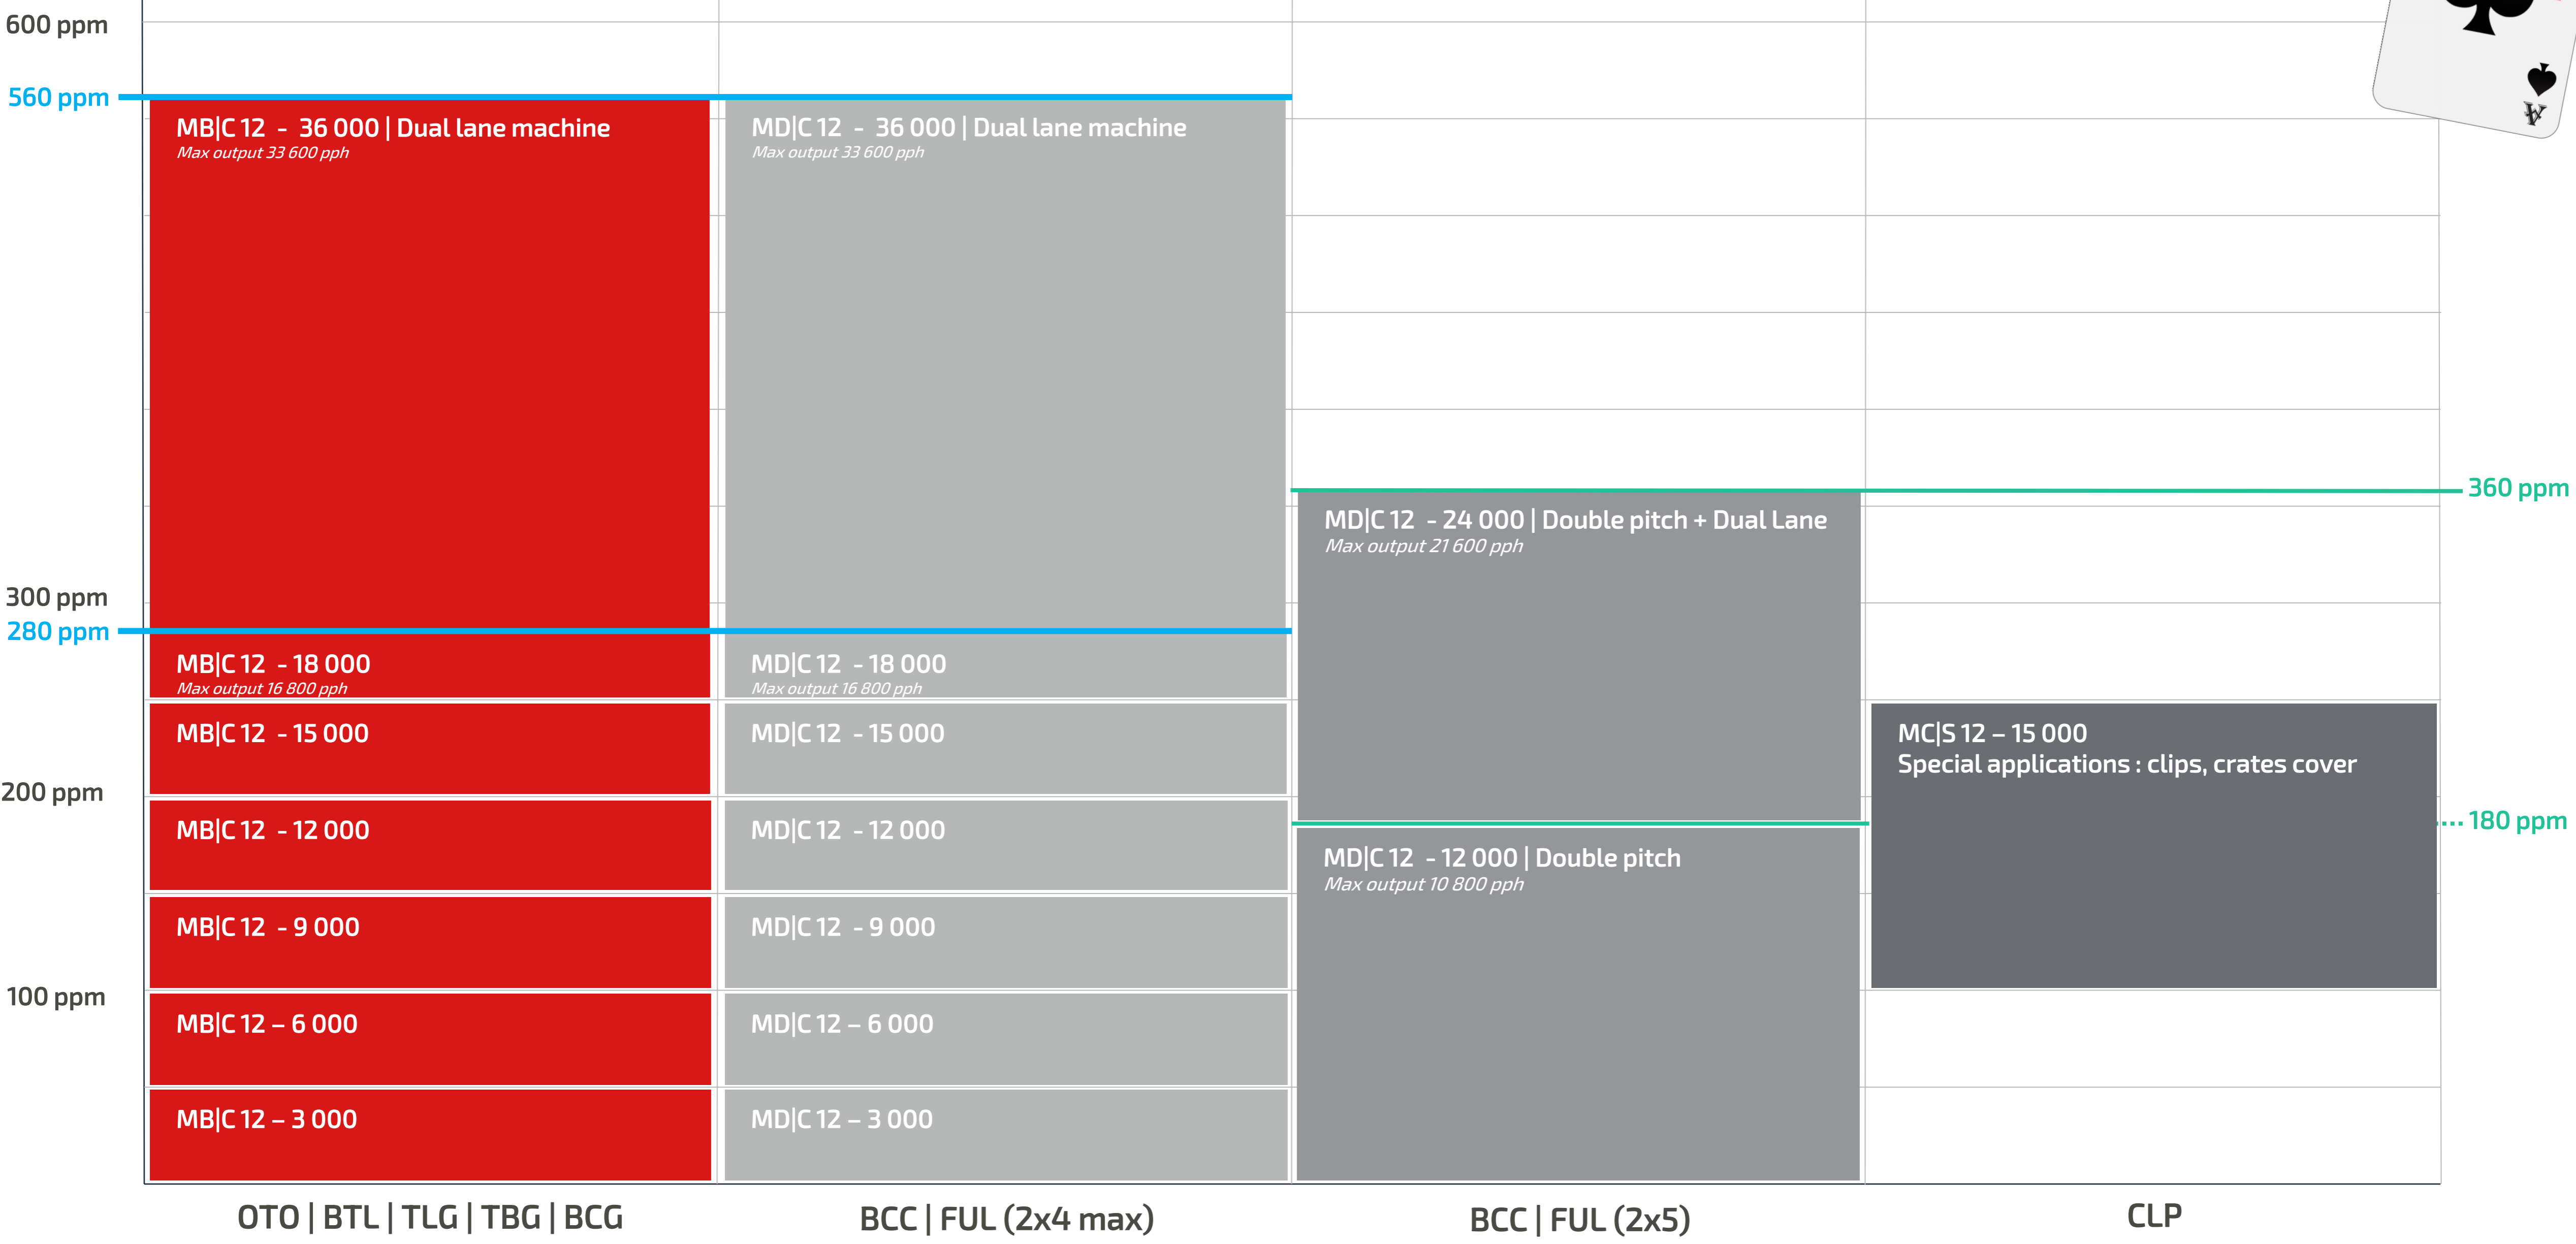 600 ppm
560 ppm
MB|C 12 - 36 000 | Dual lane machine
Max output 33 600 pph
MD|C 12 - 36 000 | Dual lane machine
Max output 33 600 pph
A
360 ppm
MD|C 12 - 24 000 | Double pitch + Dual Lane
Max output 21 600 pph
300 ppm
280 ppm
MB|C 12 - 18 000
Max output 16 800 pph
MD|C 12 - 18 000
Max output 16 800 pph
MB|C 12 - 15 000
MD|C 12 - 15 000
MC|S 12 – 15 000
Special applications : clips, crates cover
200 ppm
MB|C 12 - 12 000
MD|C 12 - 12 000
180 ppm
MD|C 12 - 12 000 | Double pitch
Max output 10 800 pph
MB|C 12 - 9 000
MD|C 12 - 9 000
100 ppm
MB|C 12 – 6 000
MD|C 12 – 6 000
MB|C 12 – 3 000
MD|C 12 – 3 000
OTO | BTL | TLG | TBG | BCG
BCC | FUL (2x4 max)
BCC | FUL (2x5)
CLP